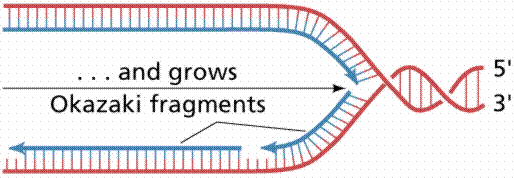 . . . and grows
Okazaki fragments
5'
3'